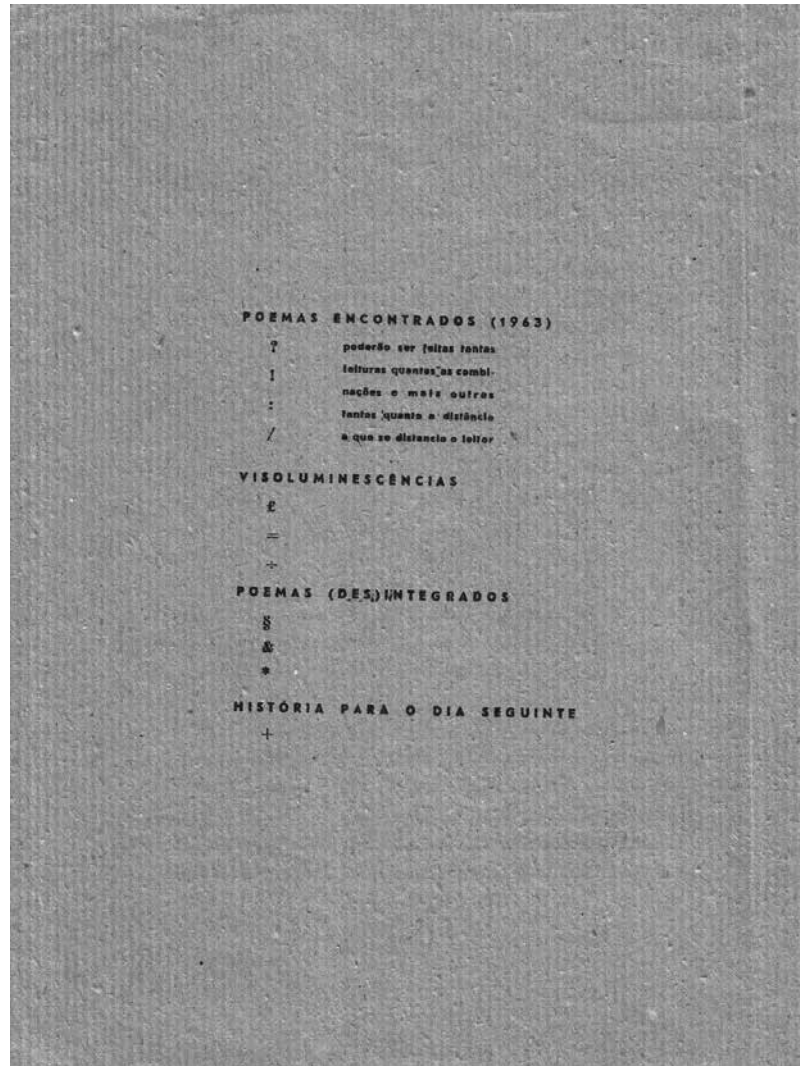 POEMAS ENCONTRADOS (1963)
? poderão ser feitas tantas
! leituras quantas as combi-
: nações e mais outras
tantas quanto a distância
/ a que se distancia o leitor
VISOLUMINESCÊNCIAS
£
=
÷
POEMAS (DES)INTEGRADOS
§
&
*
HISTÓRIA PARA O DIA SEGUINTE
+